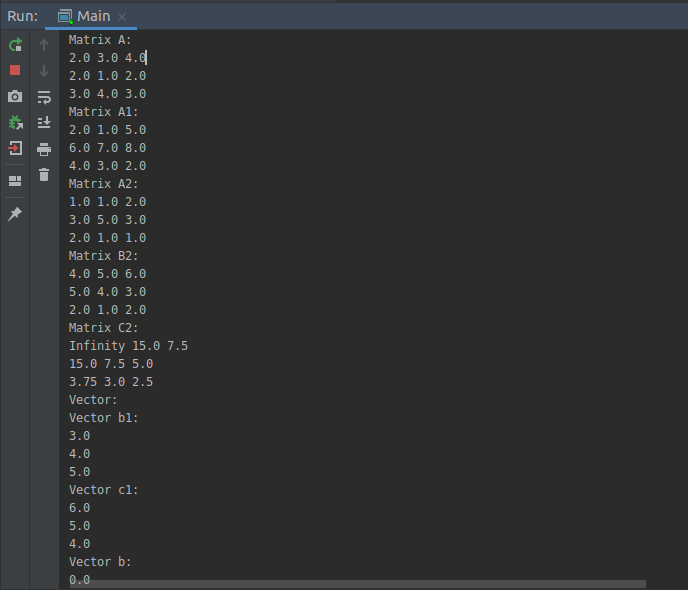 Run: Main
Matrix A:
2.0 3.0 4.0
2.0 1.0 2.0
3.0 4.0 3.0
Matrix A1:
2.0 1.0 5.0
6.0 7.0 8.0
4.0 3.0 2.0
Matrix A2:
1.0 1.0 2.0
3.0 5.0 3.0
2.0 1.0 1.0
Matrix B2:
4.0 5.0 6.0
5.0 4.0 3.0
2.0 1.0 2.0
Matrix C2:
Infinity 15.0 7.5
15.0 7.5 5.0
3.75 3.0 2.5
Vector:
Vector b1:
3.0
4.0
5.0
Vector c1:
6.0
5.0
4.0
Vector b:
0.0